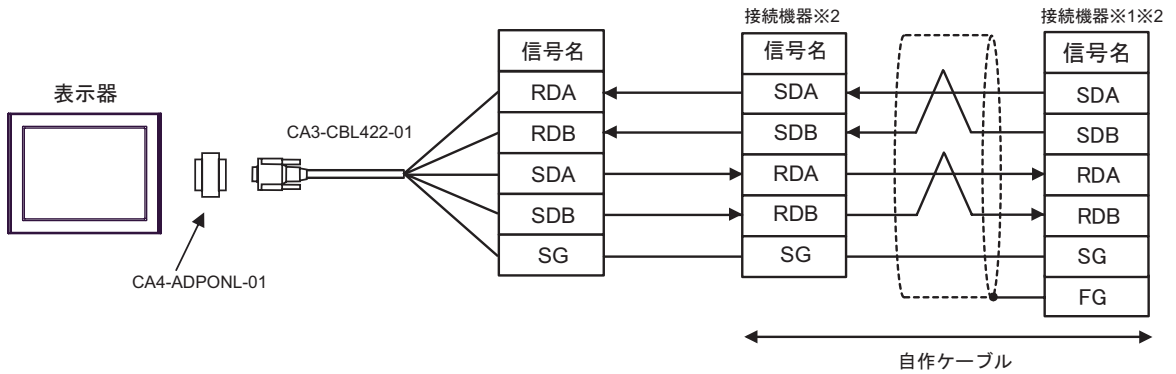 表示器
CA4-ADPONL-01
CA3-CBL422-01
信号名
RDA
RDB
SDA
SDB
SG
接続機器※2
信号名
SDA
SDB
RDA
RDB
SG
接続機器※1※2
信号名
SDA
SDB
RDA
RDB
SG
FG
自作ケーブル